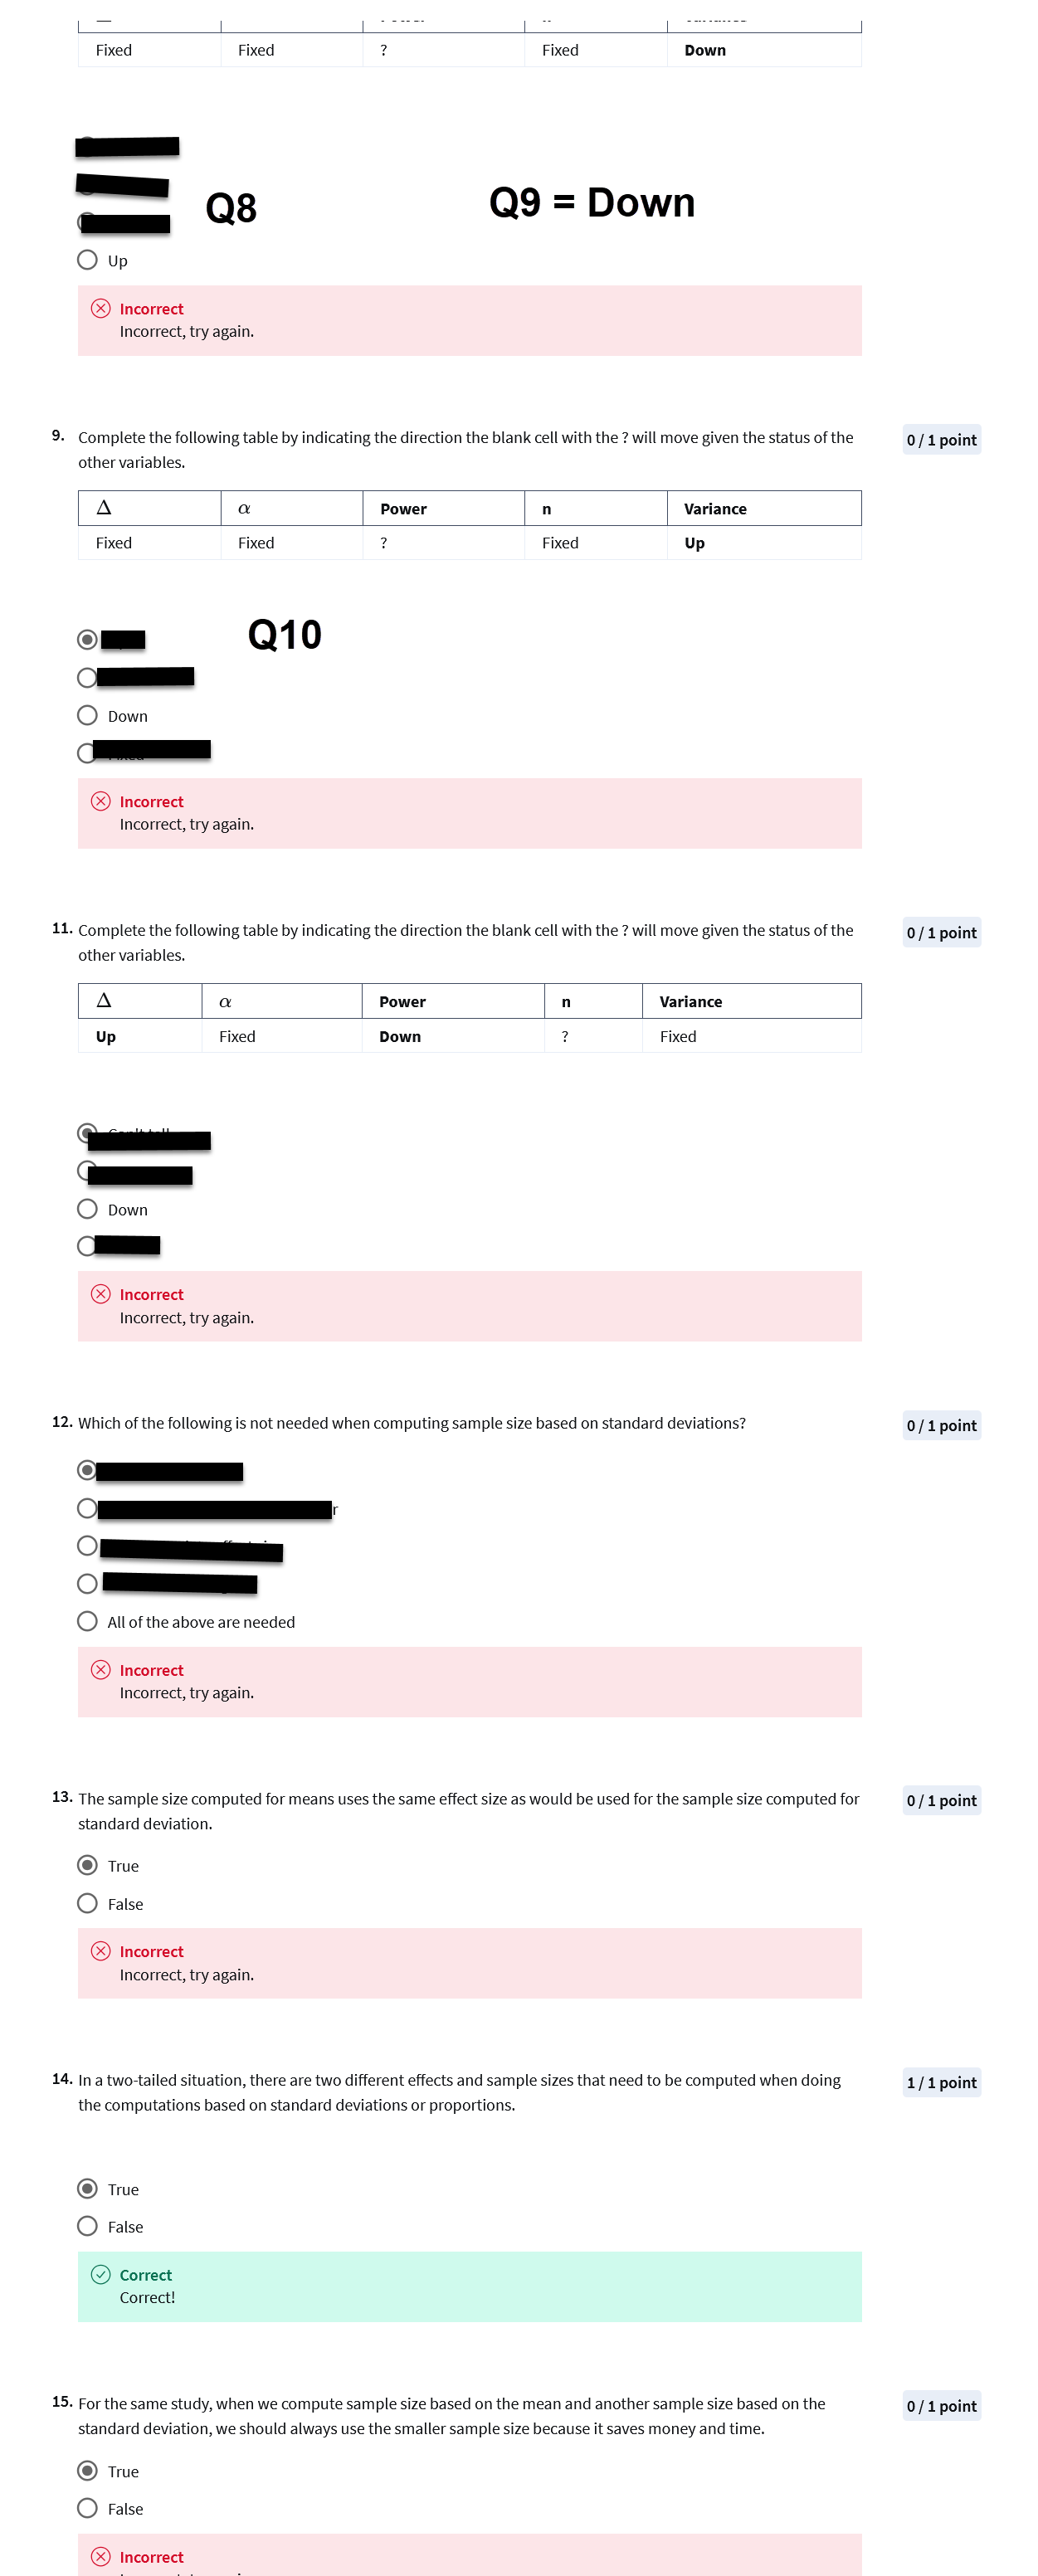 Fixed Fixed ? Fixed Down
Q8
Q9 = Down
Up
Incorrect
Incorrect, try again.
9. Complete the following table by indicating the direction the blank cell with the ? will move given the status of the
other variables.
0 / 1 point
Δ α Power n Variance
Fixed Fixed ? Fixed Up
Q10
Down
Incorrect
Incorrect, try again.
11. Complete the following table by indicating the direction the blank cell with the ? will move given the status of the
other variables.
0 / 1 point
Δ α Power n Variance
Up Fixed Down ? Fixed
Down
Incorrect
Incorrect, try again.
12. Which of the following is not needed when computing sample size based on standard deviations?
0 / 1 point
r
All of the above are needed
Incorrect
Incorrect, try again.
13. The sample size computed for means uses the same effect size as would be used for the sample size computed for
standard deviation.
0 / 1 point
True
False
Incorrect
Incorrect, try again.
14. In a two-tailed situation, there are two different effects and sample sizes that need to be computed when doing
the computations based on standard deviations or proportions.
1 / 1 point
True
False
Correct
Correct!
15. For the same study, when we compute sample size based on the mean and another sample size based on the
standard deviation, we should always use the smaller sample size because it saves money and time.
0 / 1 point
True
False
Incorrect